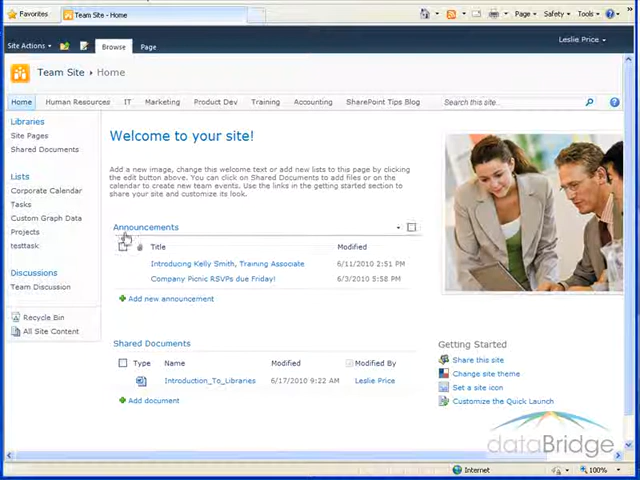 Favorites
Team Site - Home
Page
Safety
Tools
Site Actions
Browse
Page
Leslie Price
Team Site ▸ Home
Home
Human Resources
IT
Marketing
Product Dev
Training
Accounting
SharePoint Tips Blog
Search this site...
Libraries
Site Pages
Shared Documents
Lists
Corporate Calendar
Tasks
Custom Graph Data
Projects
testtask
Discussions
Team Discussion
Recycle Bin
All Site Content
Welcome to your site!
Add a new image, change this welcome text or add new lists to this page by clicking
the edit button above. You can click on Shared Documents to add files or on the
calendar to create new team events. Use the links in the getting started section to
share your site and customize its look.
Announcements
Title Modified
Introducing Kelly Smith, Training Associate 6/11/2010 2:51 PM
Company Picnic RSVPs due Friday! 6/3/2010 5:58 PM
Add new announcement
Shared Documents
Type Name Modified Modified By
Introduction_To_Libraries 6/17/2010 9:22 AM Leslie Price
Add document
Getting Started
Share this site
Change site theme
Set a site icon
Customize the Quick Launch
dataBridge
Internet
100%